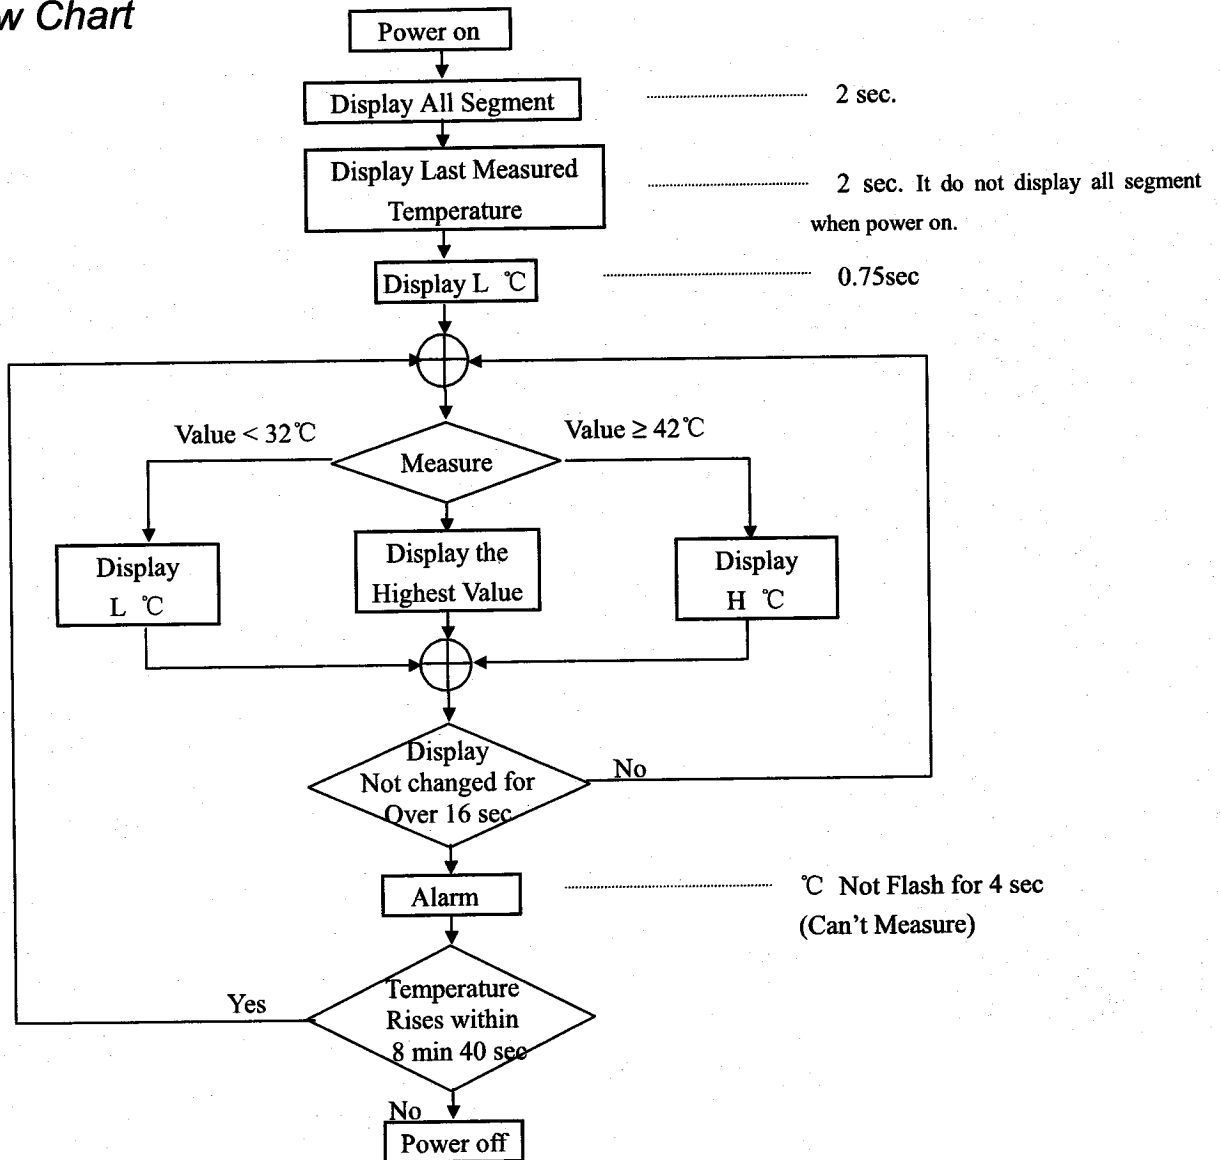 w Chart
Power on
Display All Segment
2 sec.
Display Last Measured
Temperature
2 sec. It do not display all segment
when power on.
Display L ℃
0.75sec
Value < 32℃
Value ≥ 42℃
Measure
Display
L ℃
Display the
Highest Value
Display
H ℃
Display
Not changed for
Over 16 sec
No
Alarm
℃ Not Flash for 4 sec
(Can't Measure)
Temperature
Rises within
8 min 40 sec
Yes
No
Power off